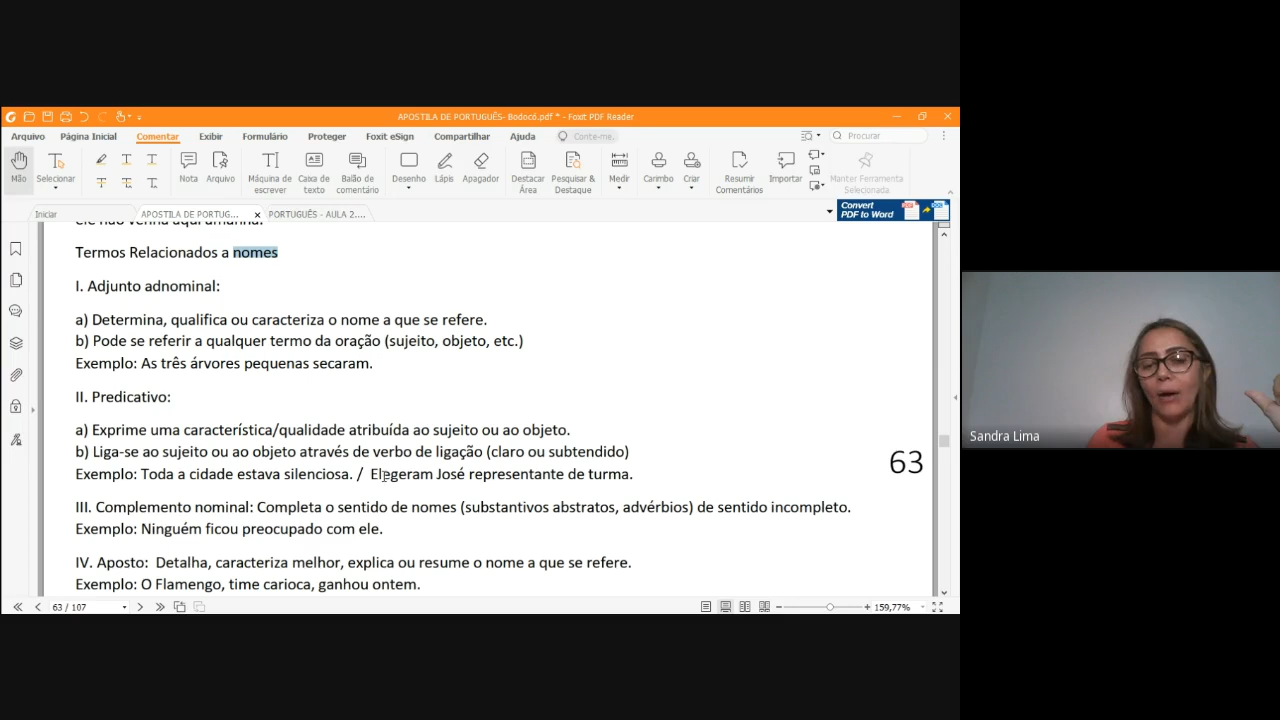 APOSTILA DE PORTUGUÊS- Bodocó.pdf * - Foxit PDF Reader
Arquivo Página Inicial Comentar Exibir Formulário Proteger Foxit eSign Compartilhar Ajuda Conte-me. Procurar
Mão Selecionar Nota Arquivo Máquina de escrever Caixa de texto Balão de comentário Desenho Lápis Apagador Destacar Área Pesquisar & Destaque Medir Carimbo Criar Resumir Comentários Importar Manter Ferramenta Selecionada.
Iniciar APOSTILA DE PORTUG... PORTUGUÊS - AULA 2....
Convert PDF to Word
ele não venha aqui amanhã.
Termos Relacionados a nomes
I. Adjunto adnominal:
a) Determina, qualifica ou caracteriza o nome a que se refere.
b) Pode se referir a qualquer termo da oração (sujeito, objeto, etc.)
Exemplo: As três árvores pequenas secaram.
II. Predicativo:
a) Exprime uma característica/qualidade atribuída ao sujeito ou ao objeto.
b) Liga-se ao sujeito ou ao objeto através de verbo de ligação (claro ou subtendido)
Exemplo: Toda a cidade estava silenciosa. / Elegeram José representante de turma.
63
III. Complemento nominal: Completa o sentido de nomes (substantivos abstratos, advérbios) de sentido incompleto.
Exemplo: Ninguém ficou preocupado com ele.
IV. Aposto: Detalha, caracteriza melhor, explica ou resume o nome a que se refere.
Exemplo: O Flamengo, time carioca, ganhou ontem.
63 / 107
159,77%
Sandra Lima